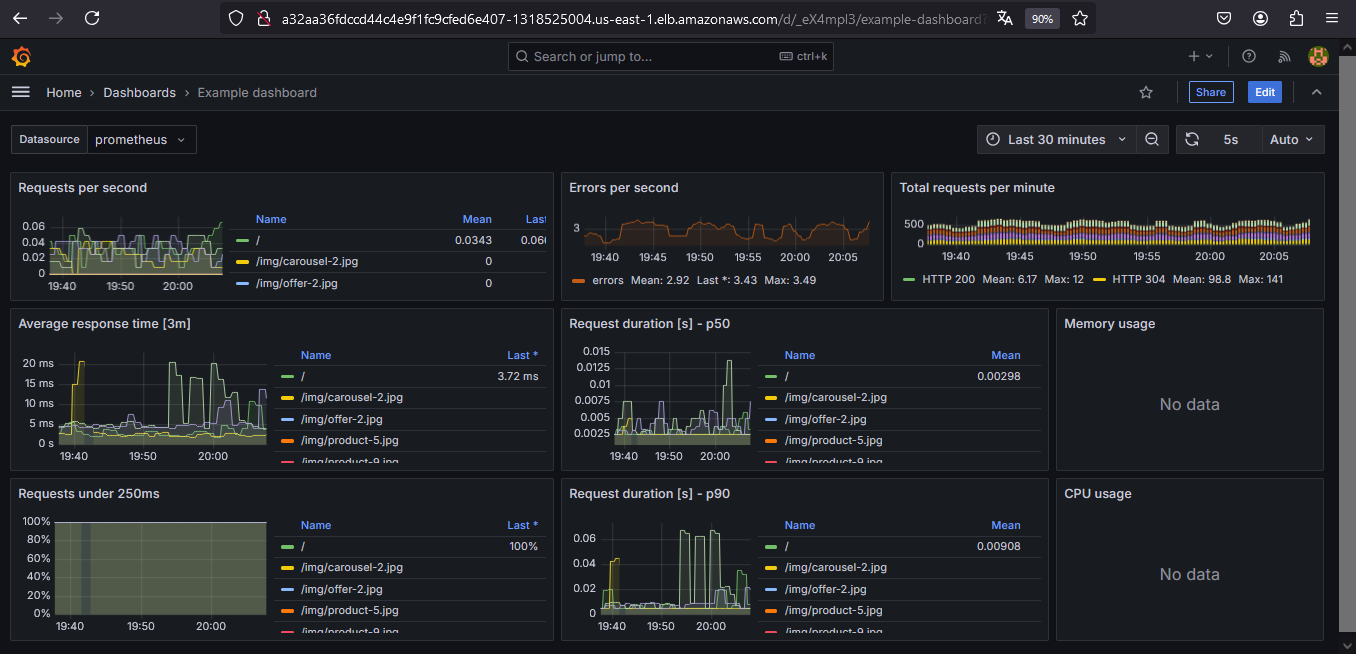 a32aa36fdccd44c4e9f1fc9cfed6e407-1318525004.us-east-1.elb.amazonaws.com/d/_eX4mpl3/example-dashboard?
90%
Search or jump to... ctrl+k
Home › Dashboards › Example dashboard
Share Edit
Datasource prometheus
Last 30 minutes 5s Auto
Requests per second
0.06
0.04
0.02
0
19:40 19:50 20:00
Name Mean Last
/ 0.0343
/img/carousel-2.jpg 0
/img/offer-2.jpg 0
Errors per second
3
19:40 19:45 19:50 19:55 20:00 20:05
errors Mean: 2.92 Last *: 3.43 Max: 3.49
Total requests per minute
500
0
19:40 19:45 19:50 19:55 20:00 20:05
HTTP 200 Mean: 6.17 Max: 12 HTTP 304 Mean: 98.8 Max: 141
Average response time [3m]
20 ms
15 ms
10 ms
5 ms
0 s
19:40 19:50 20:00
Name Last *
/ 3.72 ms
/img/carousel-2.jpg
/img/offer-2.jpg
/img/product-5.jpg
/img/product-9.jpg
Request duration [s] - p50
0.015
0.0125
0.01
0.0075
0.005
0.0025
19:40 19:50 20:00
Name Mean
/ 0.00298
/img/carousel-2.jpg
/img/offer-2.jpg
/img/product-5.jpg
/img/product-9.jpg
Memory usage
No data
Requests under 250ms
100%
80%
60%
40%
20%
0%
19:40 19:50 20:00
Name Last *
/ 100%
/img/carousel-2.jpg
/img/offer-2.jpg
/img/product-5.jpg
/img/product-9.jpg
Request duration [s] - p90
0.06
0.04
0.02
0
19:40 19:50 20:00
Name Mean
/ 0.00908
/img/carousel-2.jpg
/img/offer-2.jpg
/img/product-5.jpg
/img/product-9.jpg
CPU usage
No data